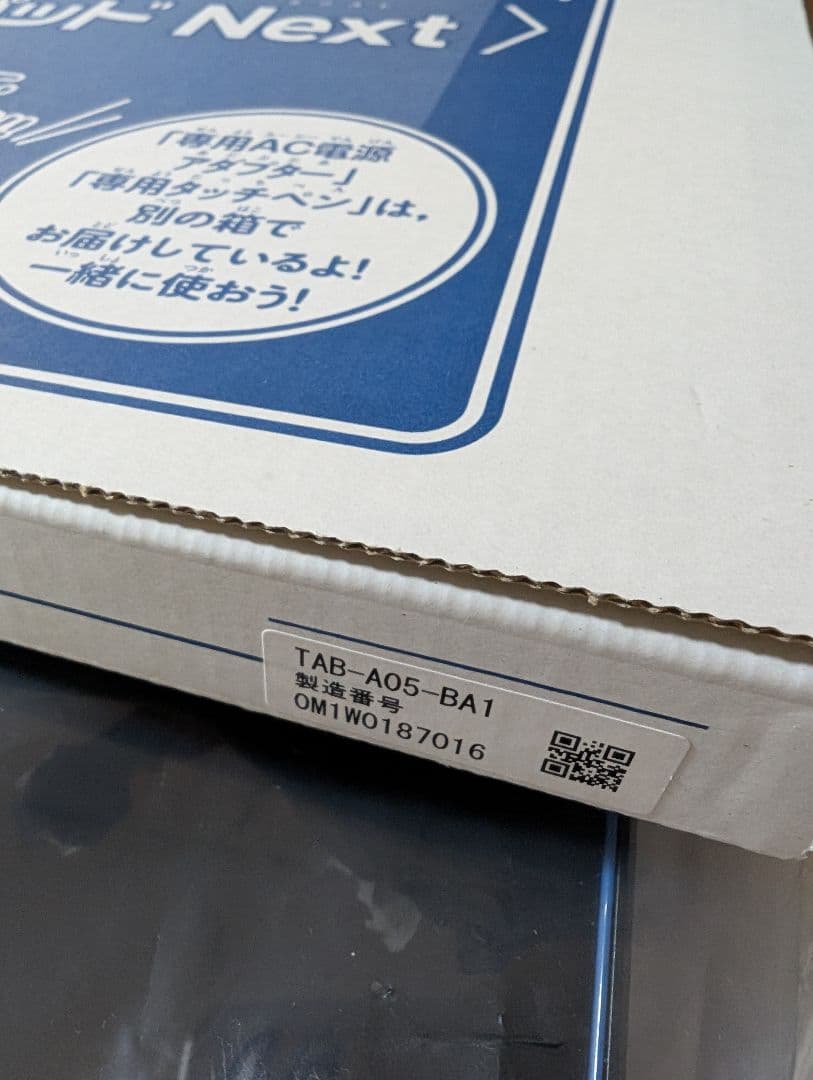 ッド Next
「専用AC電源
アダプター」
「専用タッチペン」は、
別の箱で
お届けしているよ!
一緒に使おう!
TAB-A05-BA1
製造番号
0M1W0187016